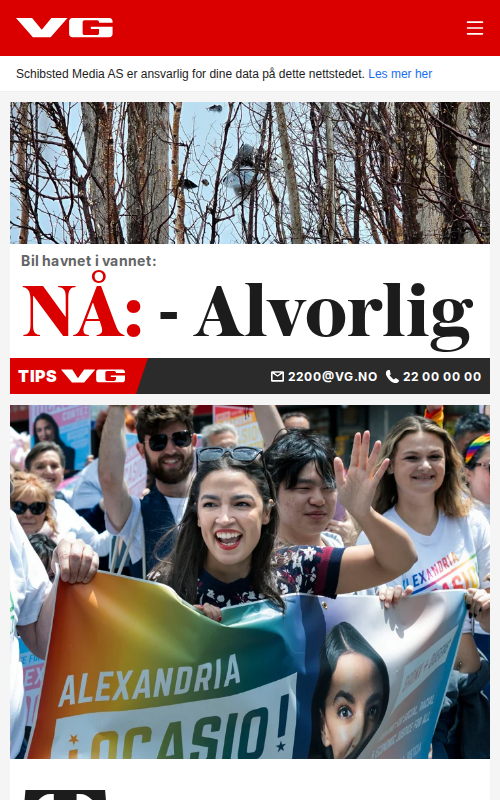 VG
Schibsted Media AS er ansvarlig for dine data på dette nettstedet. Les mer her
Bil havnet i vannet:
NÅ: - Alvorlig
TIPS VG 2200@VG.NO 22 00 00 00
ALEXANDRIA
¡OCASIO!
ALEXANDRIA